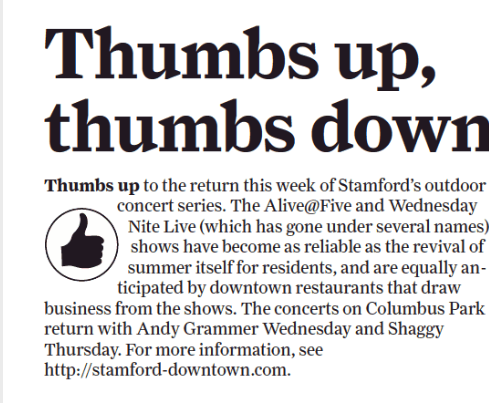 Thumbs up,
thumbs down
Thumbs up to the return this week of Stamford's outdoor
concert series. The Alive@Five and Wednesday
Nite Live (which has gone under several names)
shows have become as reliable as the revival of
summer itself for residents, and are equally an-
ticipated by downtown restaurants that draw
business from the shows. The concerts on Columbus Park
return with Andy Grammer Wednesday and Shaggy
Thursday. For more information, see
http://stamford-downtown.com.